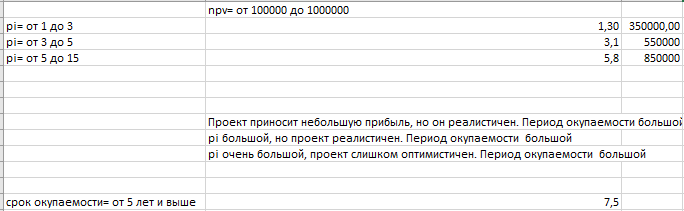 npv= от 100000 до 1000000
pi= от 1 до 3 1,30 350000,00
pi= от 3 до 5 3,1 550000
pi= от 5 до 15 5,8 850000
Проект приносит небольшую прибыль, но он реалистичен. Период окупаемости большой
pi большой, но проект реалистичен. Период окупаемости  большой
pi очень большой, проект слишком оптимистичен. Период окупаемости  большой
срок окупаемости= от 5 лет и выше 7,5